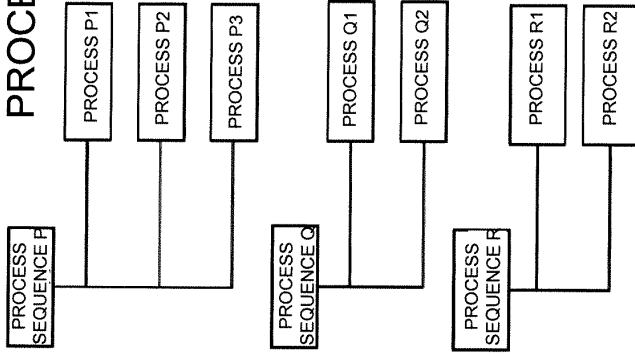 PROCE
PROCESS
SEQUENCE P
PROCESS P1
PROCESS P2
PROCESS P3
PROCESS
SEQUENCE Q
PROCESS Q1
PROCESS Q2
PROCESS
SEQUENCE R
PROCESS R1
PROCESS R2